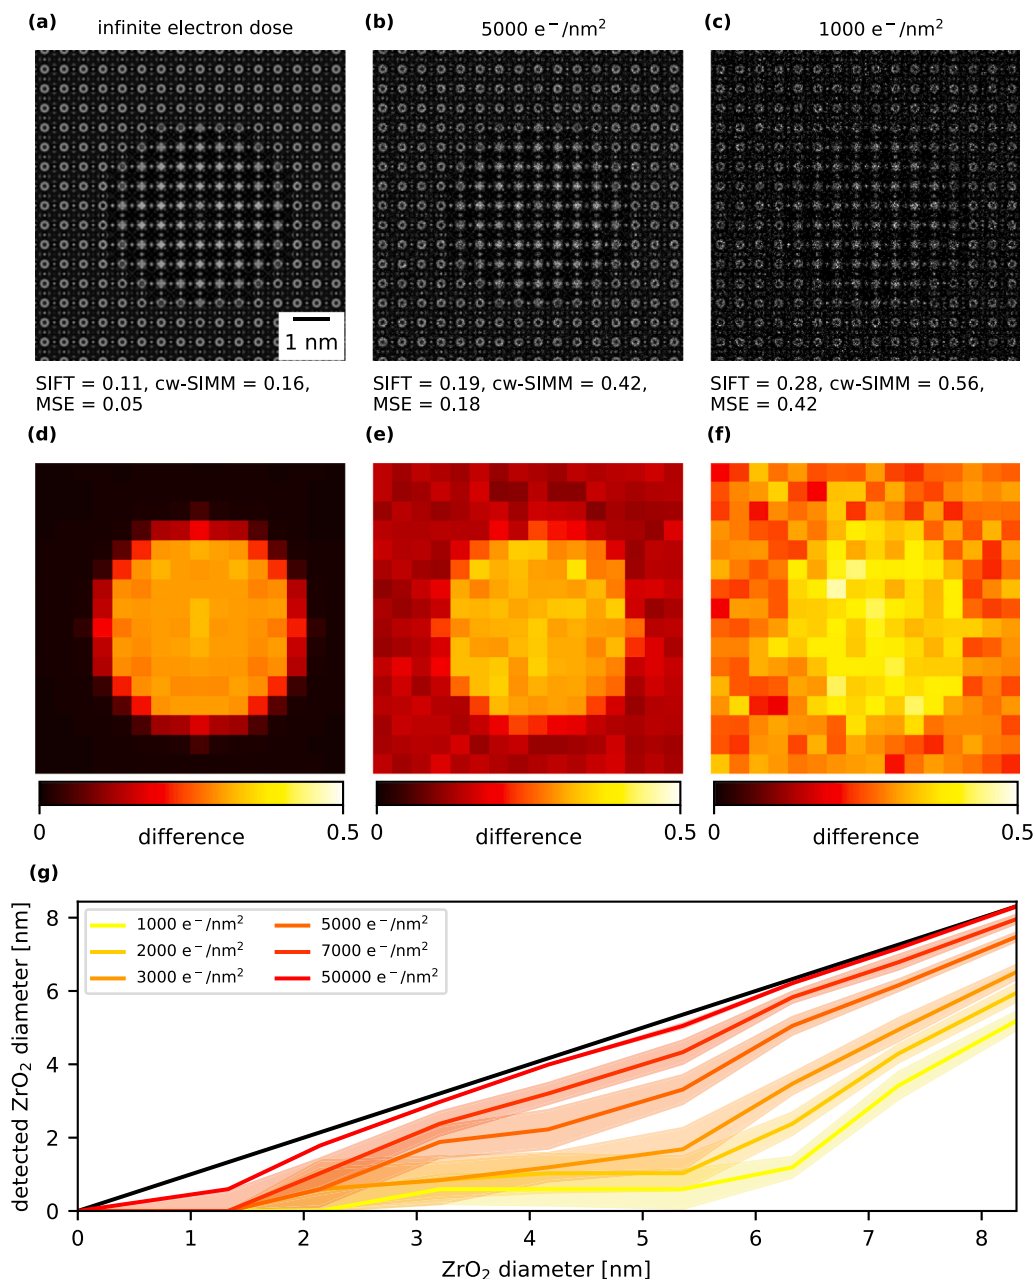 (a)
infinite electron dose
(b)
5000 e⁻/nm²
(c)
1000 e⁻/nm²
1 nm
SIFT = 0.11, cw-SIMM = 0.16,
MSE = 0.05
SIFT = 0.19, cw-SIMM = 0.42,
MSE = 0.18
SIFT = 0.28, cw-SIMM = 0.56,
MSE = 0.42
(d)
(e)
(f)
0
difference
0.5
0
difference
0.5
0
difference
0.5
(g)
detected ZrO₂ diameter [nm]
8
6
4
2
0
1000 e⁻/nm²
2000 e⁻/nm²
3000 e⁻/nm²
5000 e⁻/nm²
7000 e⁻/nm²
50000 e⁻/nm²
0 1 2 3 4 5 6 7 8
ZrO₂ diameter [nm]